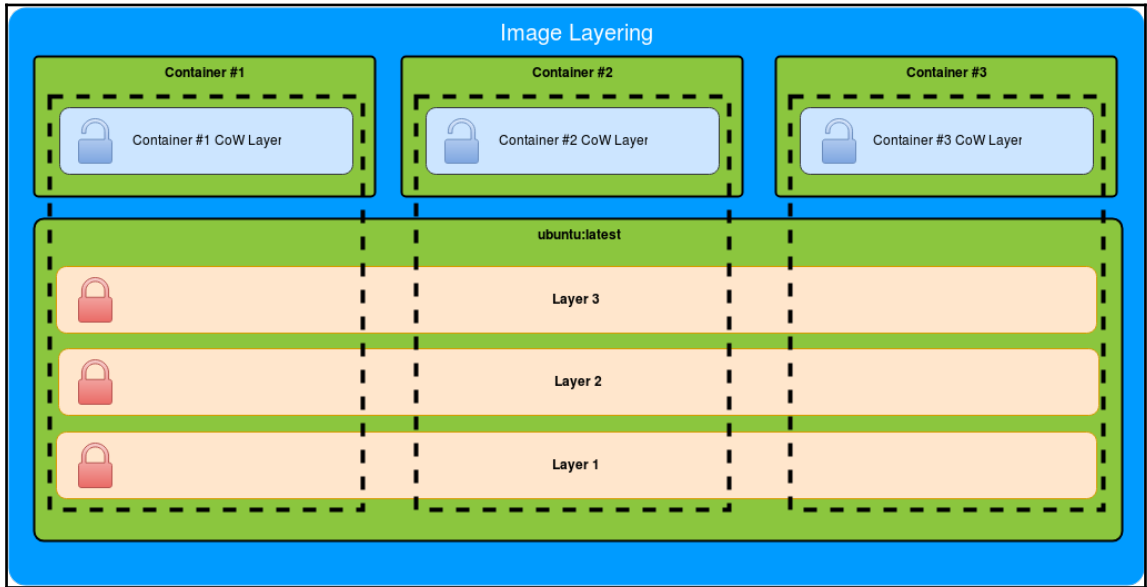 Image Layering
Container #1
Container #2
Container #3
Container #1 CoW Layer
Container #2 CoW Layer
Container #3 CoW Layer
ubuntu:latest
Layer 3
Layer 2
Layer 1